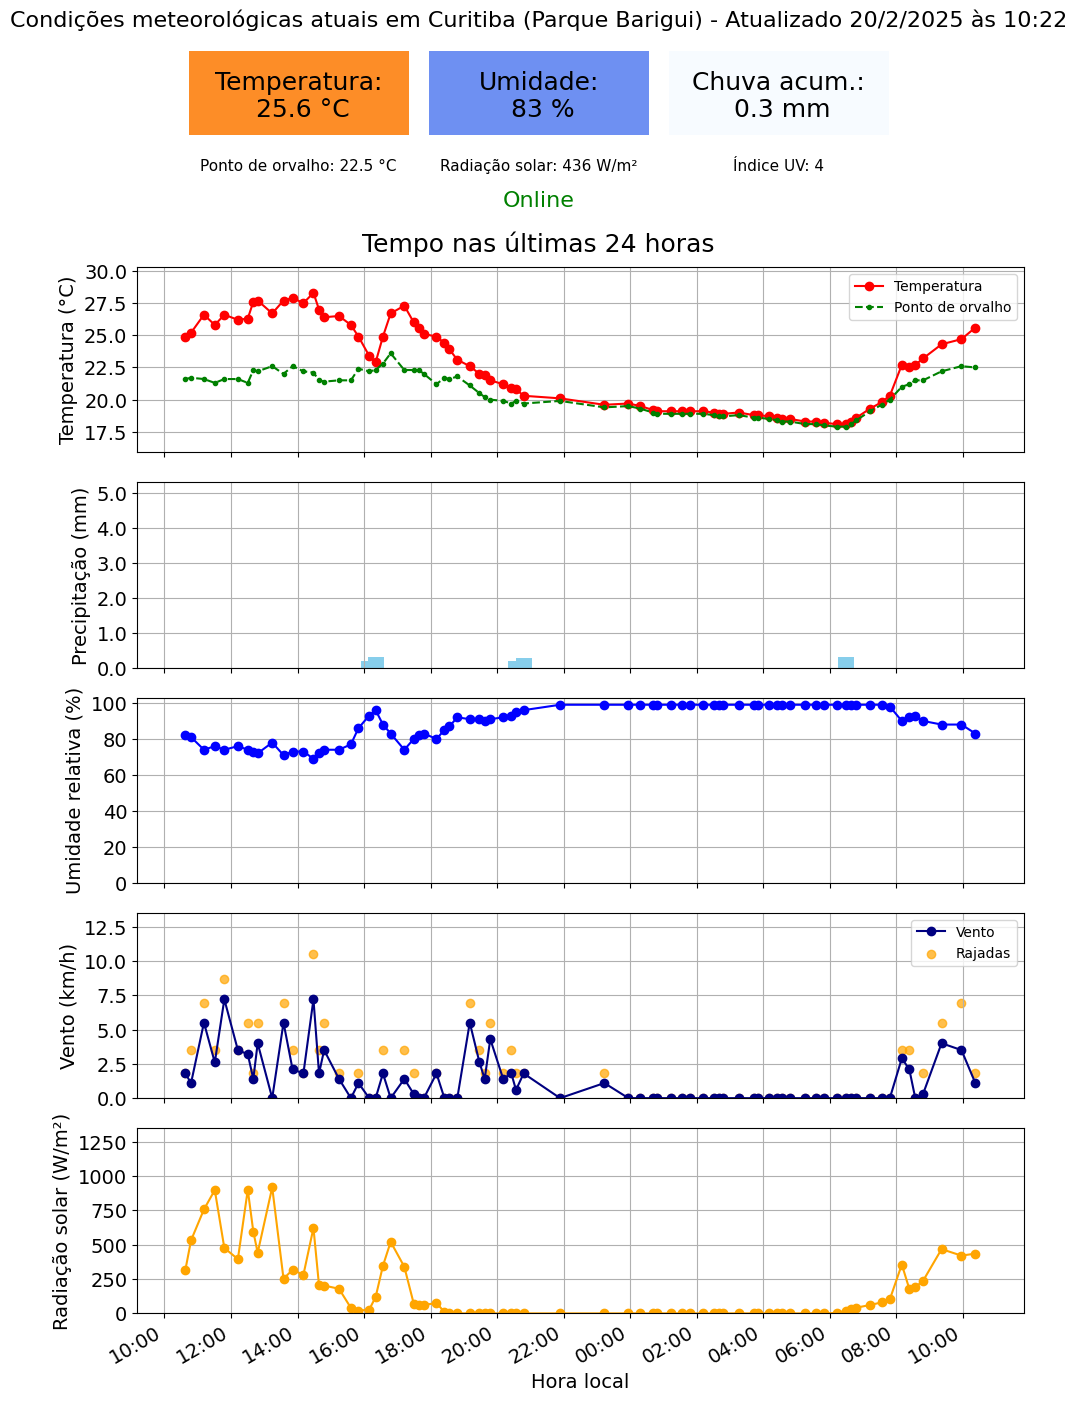 Condições meteorológicas atuais em Curitiba (Parque Barigui) - Atualizado 20/2/2025 às 10:22
Temperatura:
25.6 °C
Umidade:
83 %
Chuva acum.:
0.3 mm
Ponto de orvalho: 22.5 °C
Radiação solar: 436 W/m²
Índice UV: 4
Online
Tempo nas últimas 24 horas
Temperatura (°C)
30.0
27.5
25.0
22.5
20.0
17.5
Temperatura
Ponto de orvalho
Precipitação (mm)
5.0
4.0
3.0
2.0
1.0
0.0
Umidade relativa (%)
100
80
60
40
20
0
Vento (km/h)
12.5
10.0
7.5
5.0
2.5
0.0
Vento
Rajadas
Radiação solar (W/m²)
1250
1000
750
500
250
0
10:00
12:00
14:00
16:00
18:00
20:00
22:00
00:00
02:00
04:00
06:00
08:00
10:00
Hora local